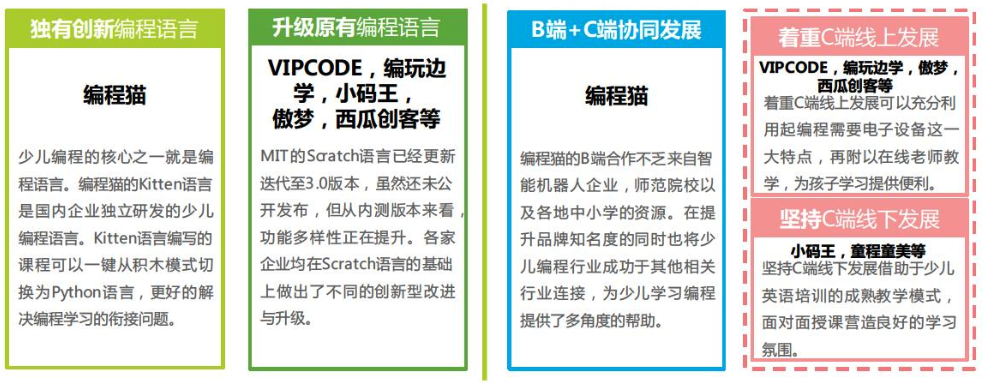 独有创新编程语言
编程猫
少儿编程的核心之一就是编
程语言。编程猫的Kitten语言
是国内企业独立研发的少儿
编程语言。Kitten语言编写的
课程可以一键从积木模式切
换为Python语言，更好的解
决编程学习的衔接问题。
升级原有编程语言
VIPCODE，编玩边
学，小码王，
傲梦，西瓜创客等
MIT的Scratch语言已经更新
迭代至3.0版本，虽然还未公
开发布，但从内测版本来看，
功能多样性正在提升。各家
企业均在Scratch语言的基础
上做出了不同的创新型改进
与升级。
B端+C端协同发展
编程猫
编程猫的B端合作不乏来自智
能机器人企业，师范院校以
及各地中小学的资源。在提
升品牌知名度的同时也将少
儿编程行业成功于其他相关
行业连接，为少儿学习编程
提供了多角度的帮助。
着重C端线上发展
VIPCODE，编玩边学，傲梦，
西瓜创客等
着重C端线上发展可以充分利
用起编程需要电子设备这一
大特点，再附以在线老师教
学，为孩子学习提供便利。
坚持C端线下发展
小码王，童程童美等
坚持C端线下发展借助于少儿
英语培训的成熟教学模式，
面对面授课营造良好的学习
氛围。